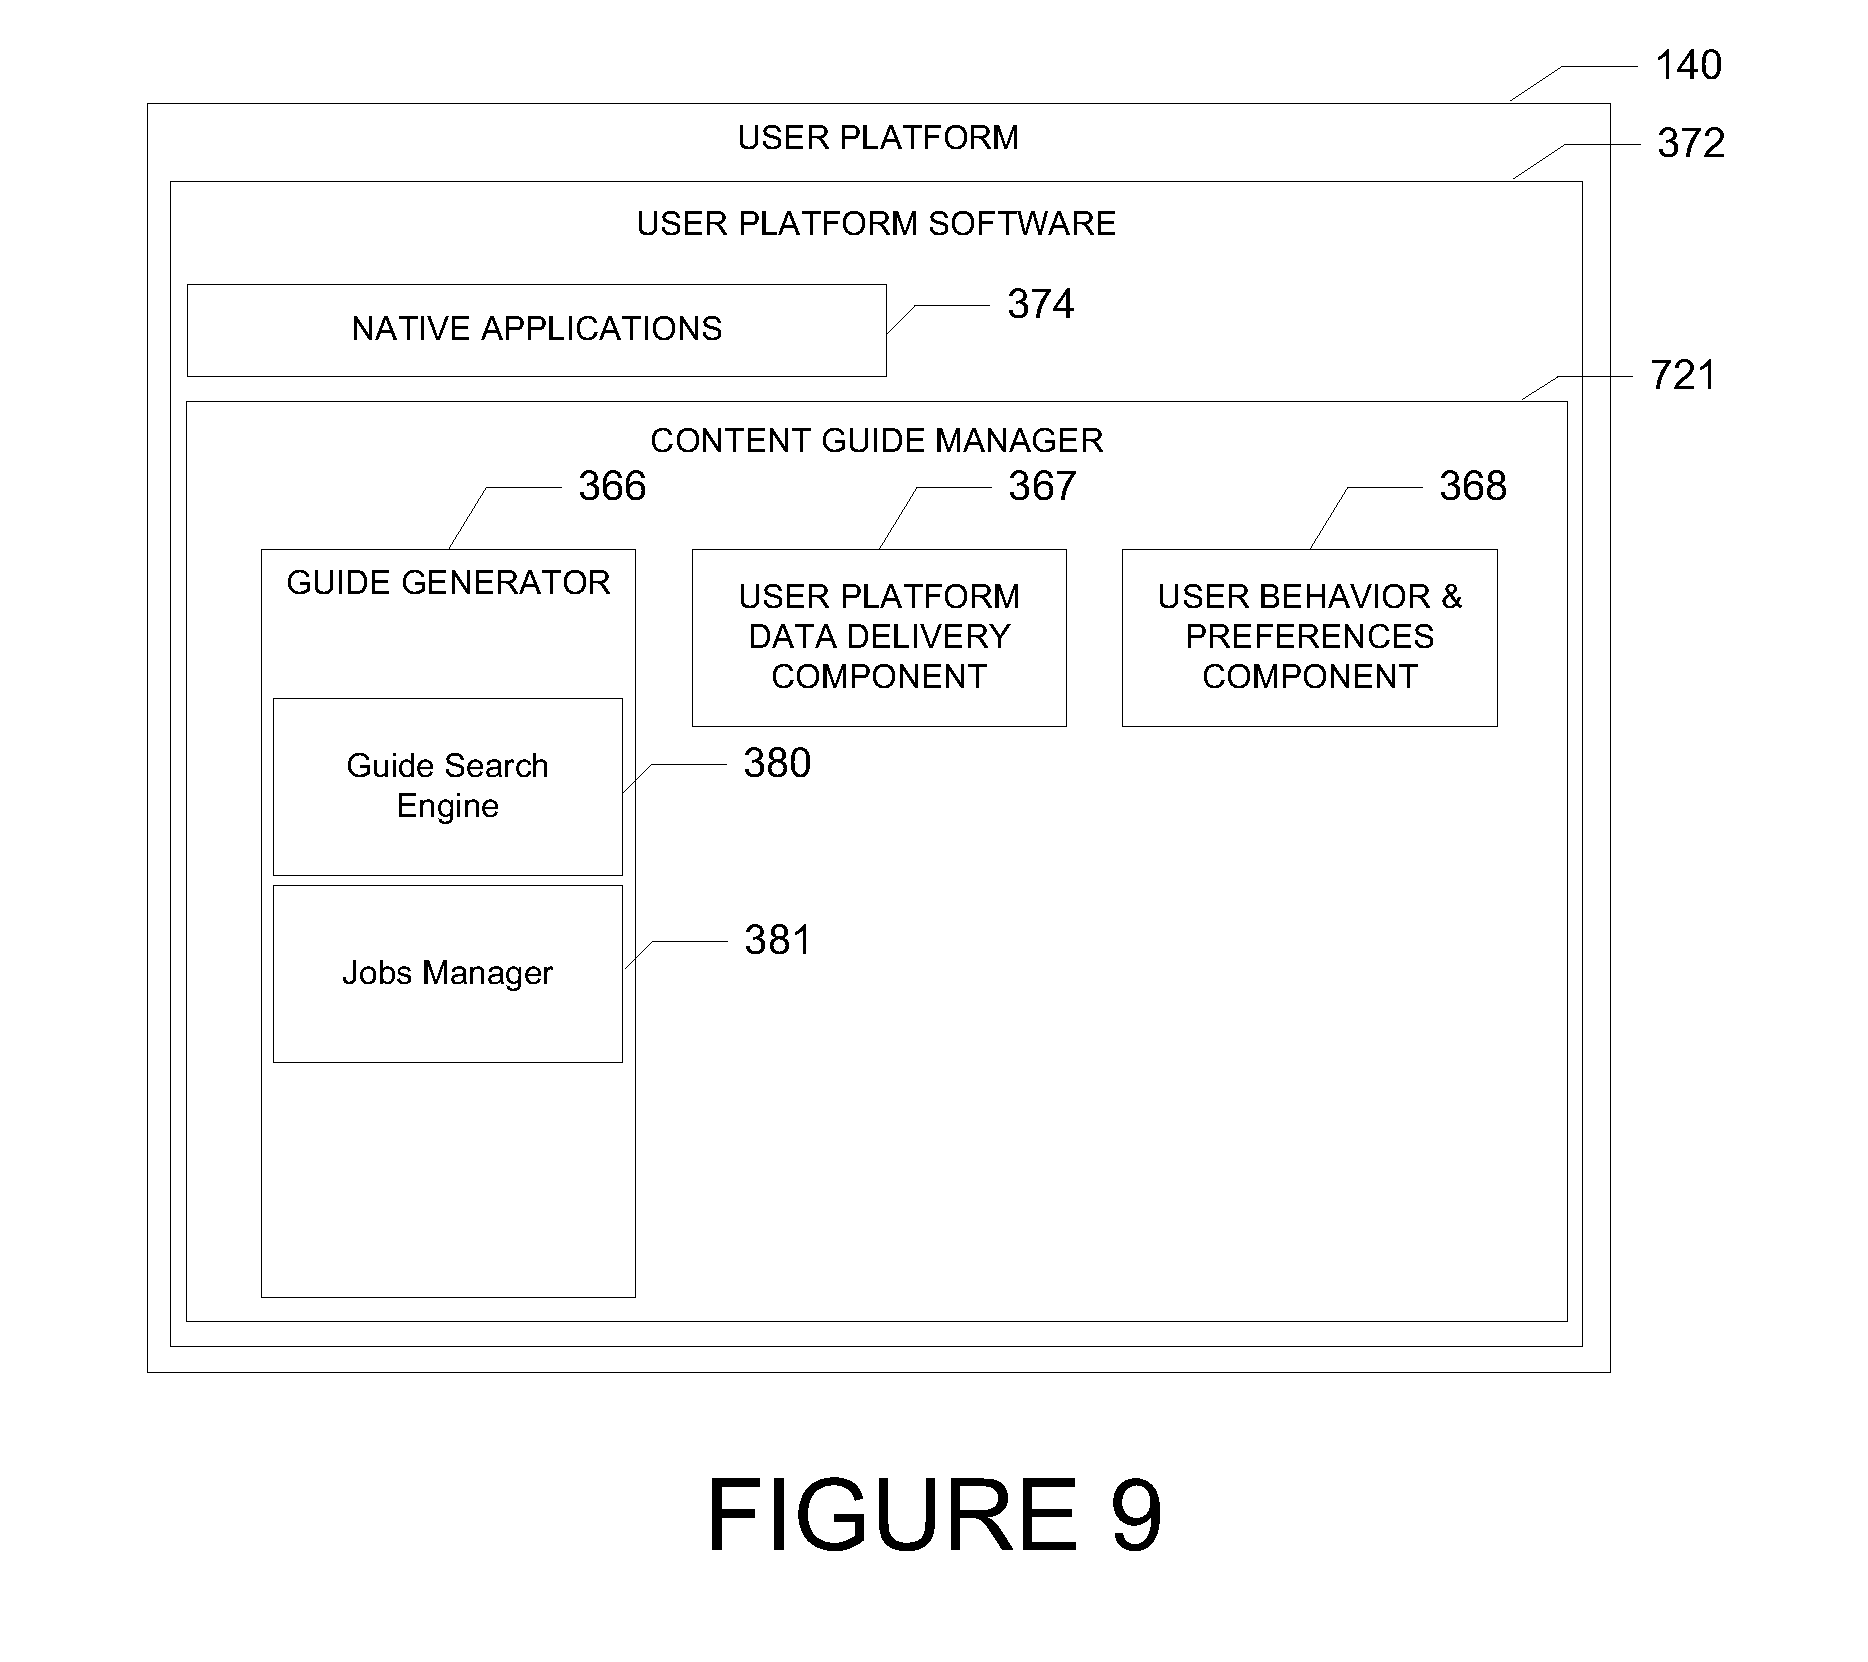 140
USER PLATFORM
372
USER PLATFORM SOFTWARE
374
NATIVE APPLICATIONS
721
CONTENT GUIDE MANAGER
366
367
368
GUIDE GENERATOR
USER PLATFORM
DATA DELIVERY
COMPONENT
USER BEHAVIOR &
PREFERENCES
COMPONENT
380
Guide Search
Engine
381
Jobs Manager
FIGURE 9